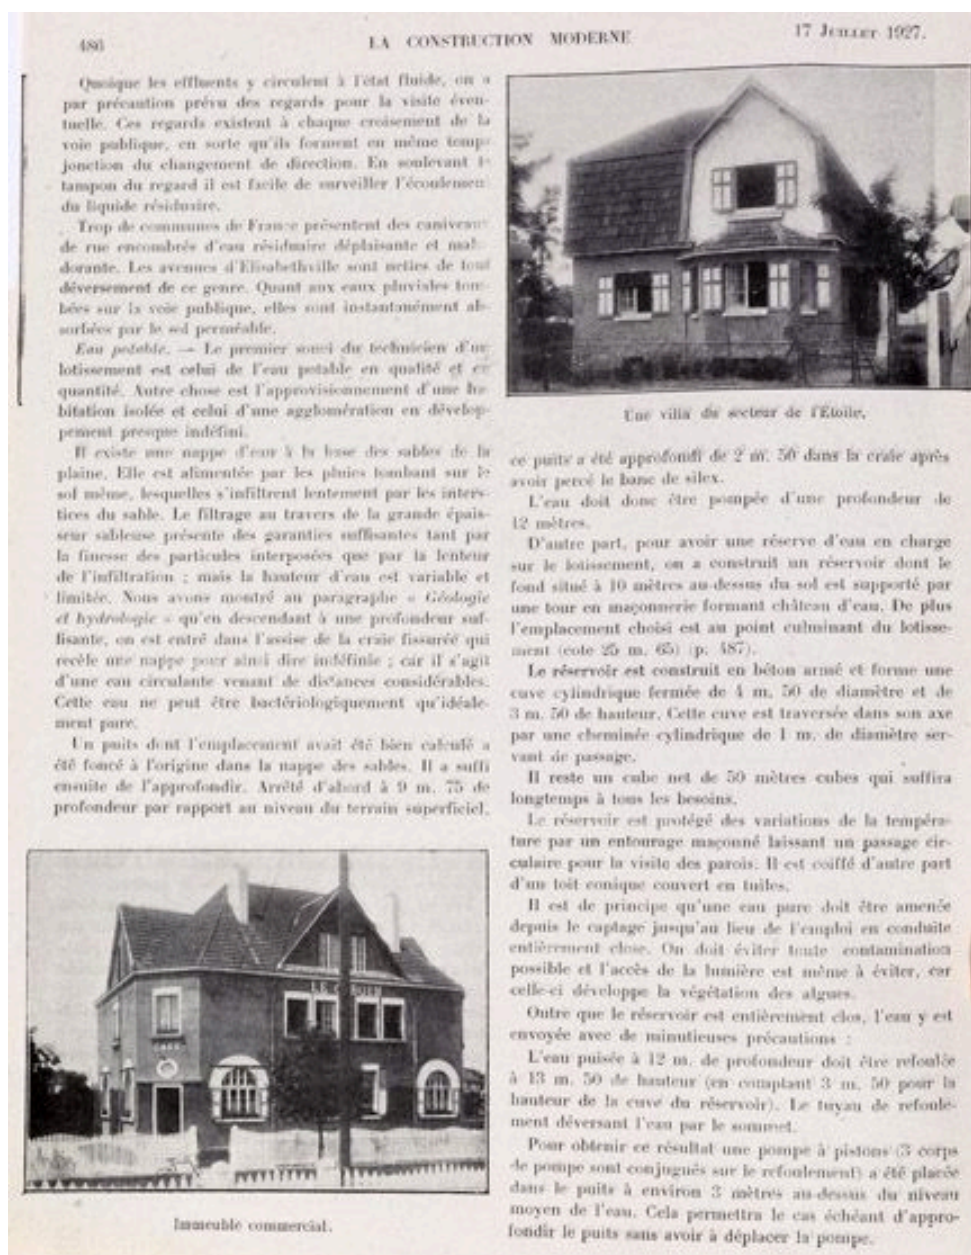 486
LA CONSTRUCTION MODERNE
17 JUILLET 1927.
Quoique les effluents y circulent à l'état fluide, on a
par précaution prévu des regards pour la visite éven-
tuelle. Ces regards existent à chaque croisement de la
voie publique, en sorte qu'ils forment en même temps
jonction du changement de direction. En soulevant le
tampon du regard il est facile de surveiller l'écoulement
du liquide résiduaire.
Trop de communes de France présentent des caniveaux
de rue encombrés d'eau résiduaire déplaisante et mal-
dorante. Les avenues d'Elisabethville sont nettes de tout
déversement de ce genre. Quant aux eaux pluviales tom-
bées sur la voie publique, elles sont instantanément ab-
sorbées par le sol perméable.
Eau potable. — Le premier souci du technicien d'un
lotissement est celui de l'eau potable en qualité et en
quantité. Autre chose est l'approvisionnement d'une ha-
bitation isolée et celui d'une agglomération en dévelop-
pement presque indéfini.
Il existe une nappe d'eau à la base des sables de la
plaine. Elle est alimentée par les pluies tombant sur le
sol même, lesquelles s'infiltrent lentement par les inters-
tices du sable. Le filtrage au travers de la grande épais-
seur sableuse présente des garanties suffisantes tant par
la finesse des particules interposées que par la lenteur
de l'infiltration ; mais la hauteur d'eau est variable et
limitée. Nous avons montré au paragraphe « Géologie
et hydrologie » qu'en descendant à une profondeur suf-
fisante, on est entré dans l'assise de la craie fissurée qui
recèle une nappe pour ainsi dire indéfinie ; car il s'agit
d'une eau circulante venant de distances considérables.
Cette eau ne peut être bactériologiquement qu'idéale-
ment pure.
Un puits dont l'emplacement avait été bien calculé a
été foncé à l'origine dans la nappe des sables. Il a suffi
ensuite de l'approfondir. Arrêté d'abord à 9 m. 75 de
profondeur par rapport au niveau du terrain superficiel,
LE
Immeuble commercial.
Une villa du secteur de l'Étoile.
ce puits a été approfondi de 2 m. 50 dans la craie après
avoir percé le banc de silex.
L'eau doit donc être pompée d'une profondeur de
12 mètres.
D'autre part, pour avoir une réserve d'eau en charge
sur le lotissement, on a construit un réservoir dont le
fond situé à 10 mètres au-dessus du sol est supporté par
une tour en maçonnerie formant château d'eau. De plus
l'emplacement choisi est au point culminant du lotisse-
ment (cote 25 m. 65) (p. 487).
Le réservoir est construit en béton armé et forme une
cuve cylindrique fermée de 4 m. 50 de diamètre et de
3 m. 50 de hauteur. Cette cuve est traversée dans son axe
par une cheminée cylindrique de 1 m. de diamètre ser-
vant de passage.
Il reste un cube net de 50 mètres cubes qui suffira
longtemps à tous les besoins.
Le réservoir est protégé des variations de la tempéra-
ture par un entourage maçonné laissant un passage cir-
culaire pour la visite des parois. Il est coiffé d'autre part
d'un toit conique couvert en tuiles.
Il est de principe qu'une eau pure doit être amenée
depuis le captage jusqu'au lieu de l'emploi en conduite
entièrement close. On doit éviter toute contamination
possible et l'accès de la lumière est même à éviter, car
celle-ci développe la végétation des algues.
Outre que le réservoir est entièrement clos, l'eau y est
envoyée avec de minutieuses précautions :
L'eau puisée à 12 m. de profondeur doit être refoulée
à 13 m. 50 de hauteur (en comptant 3 m. 50 pour la
hauteur de la cuve du réservoir). Le tuyau de refoule-
ment déversant l'eau par le sommet.
Pour obtenir ce résultat une pompe à pistons (3 corps
de pompe sont conjugués sur le refoulement) a été placée
dans le puits à environ 3 mètres au-dessus du niveau
moyen de l'eau. Cela permettra le cas échéant d'appro-
fondir le puits sans avoir à déplacer la pompe.